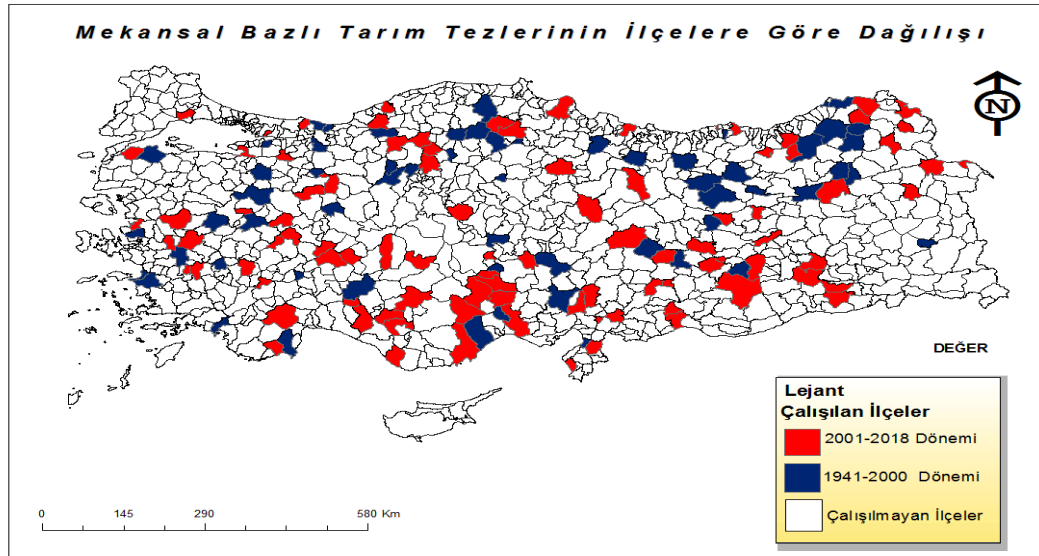 Mekansal Bazlı Tarım Tezlerinin İlçelere Göre Dağılışı
N
DEĞER
Lejant
Çalışılan İlçeler
2001-2018 Dönemi
1941-2000 Dönemi
Çalışılmayan İlçeler
0 145 290 580 Km